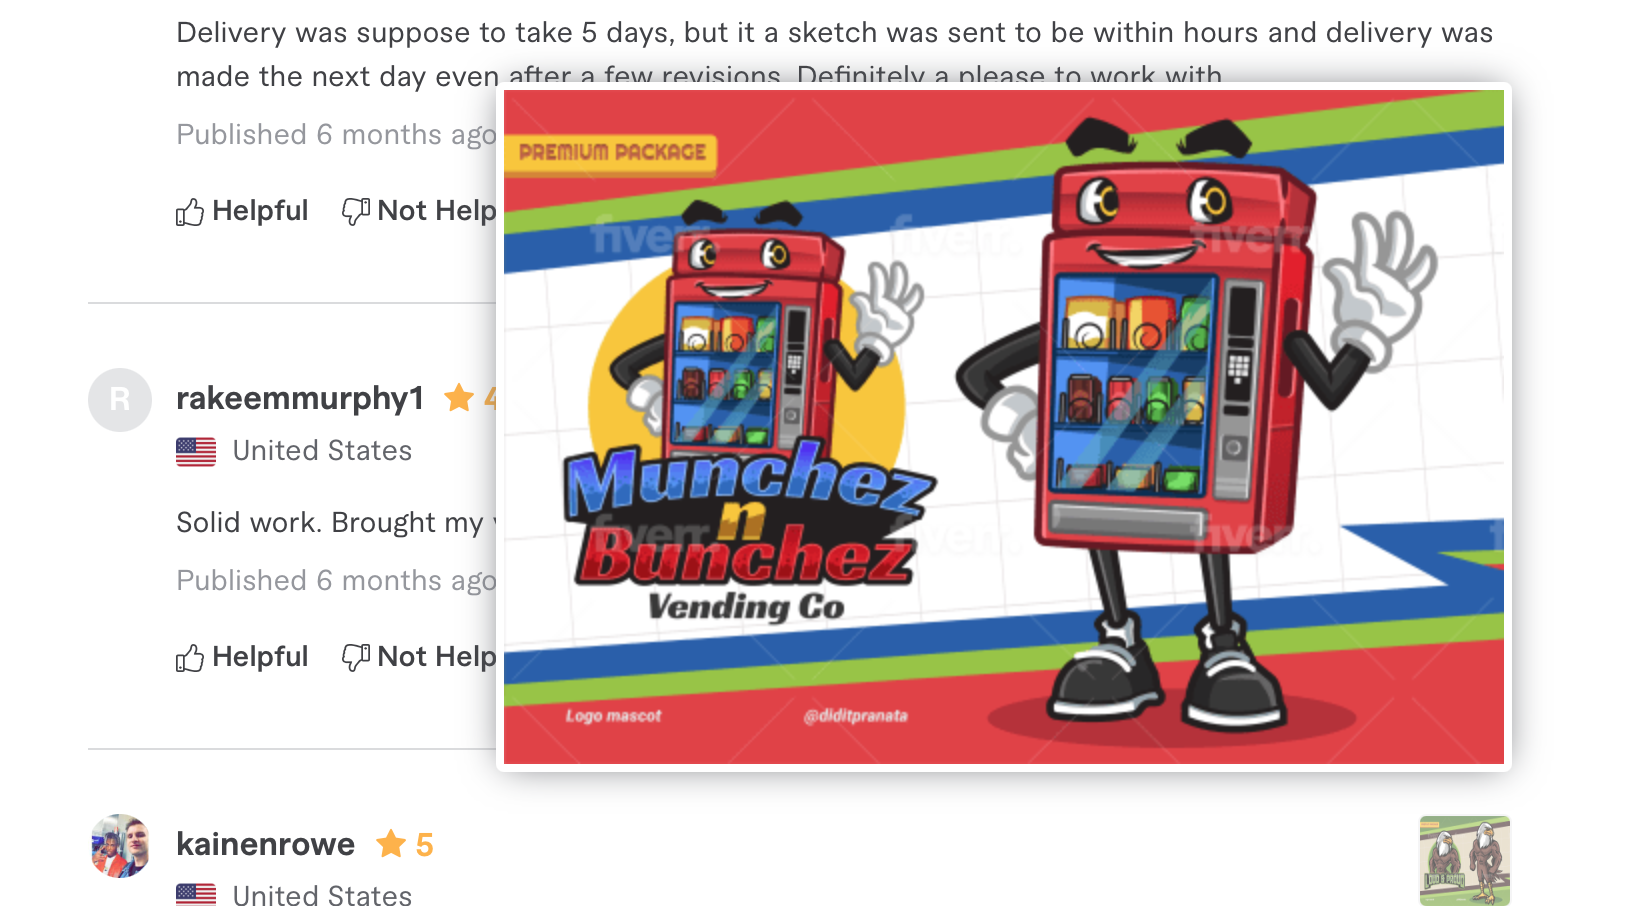 Delivery was suppose to take 5 days, but it a sketch was sent to be within hours and delivery was
made the next day even after a few revisions. Definitely a please to work with
Published 6 months ago
Helpful Not Help
PREMIUM PACKAGE
fiverr. fiverr. fiverr.
Munchez
n
Bunchez
Vending Co
fiverr. fiverr. fiverr.
Logo mascot @diditpranata
R rakeemmurphy1 4
United States
Solid work. Brought my
Published 6 months ago
Helpful Not Help
kainenrowe 5
United States
LOUD & PROUD